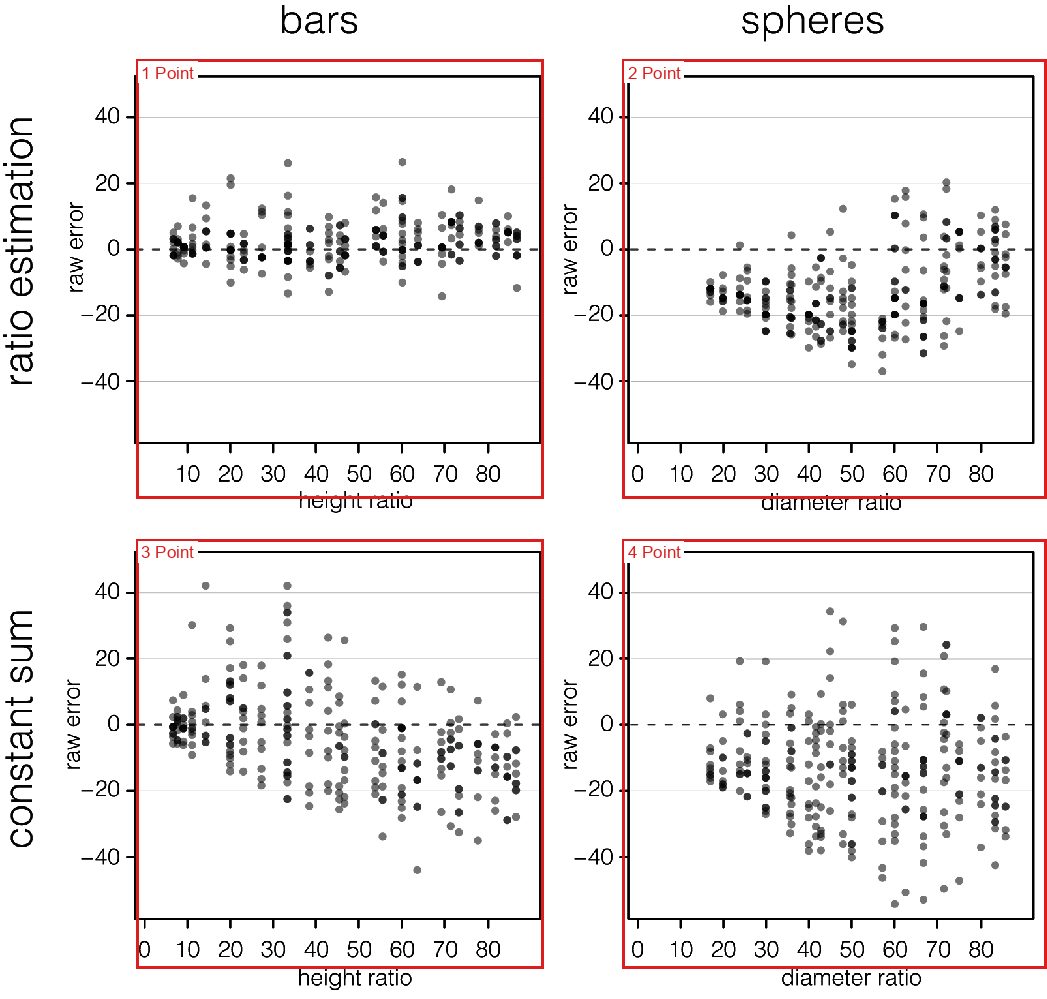 bars
spheres
ratio estimation
1 Point
40
20
0
−20
−40
raw error
10 20 30 40 50 60 70 80
height ratio
2 Point
40
20
0
−20
−40
raw error
0 10 20 30 40 50 60 70 80
diameter ratio
constant sum
3 Point
40
20
0
−20
−40
raw error
0 10 20 30 40 50 60 70 80
height ratio
4 Point
40
20
0
−20
−40
raw error
0 10 20 30 40 50 60 70 80
diameter ratio